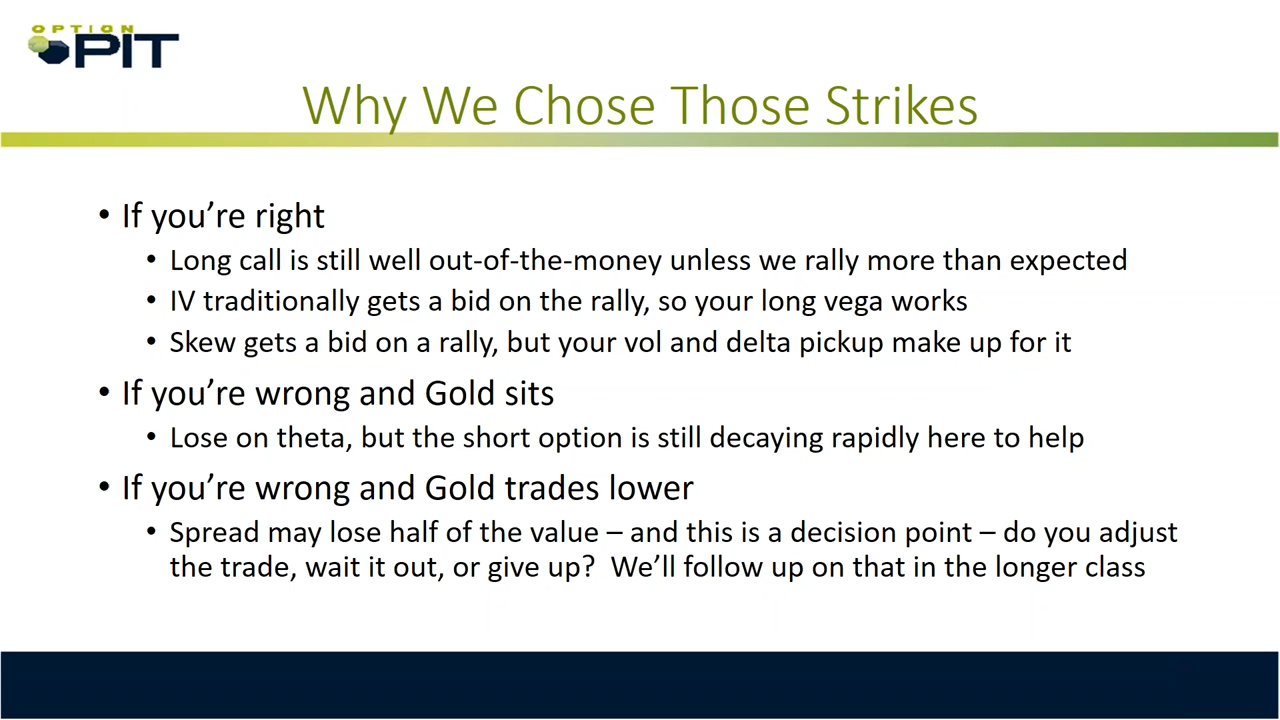 OPTION
PIT
Why We Chose Those Strikes
• If you’re right
• Long call is still well out-of-the-money unless we rally more than expected
• IV traditionally gets a bid on the rally, so your long vega works
• Skew gets a bid on a rally, but your vol and delta pickup make up for it
• If you’re wrong and Gold sits
• Lose on theta, but the short option is still decaying rapidly here to help
• If you’re wrong and Gold trades lower
• Spread may lose half of the value – and this is a decision point – do you adjust
the trade, wait it out, or give up?  We’ll follow up on that in the longer class